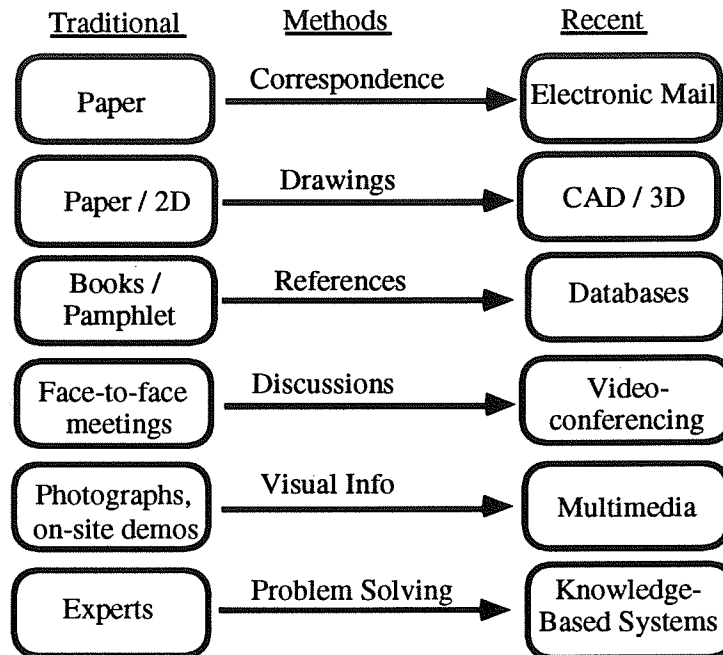 Traditional Methods Recent
Paper Correspondence Electronic Mail
Paper / 2D Drawings CAD / 3D
Books /
Pamphlet References Databases
Face-to-face
meetings Discussions Video-
conferencing
Photographs,
on-site demos Visual Info Multimedia
Experts Problem Solving Knowledge-
Based Systems